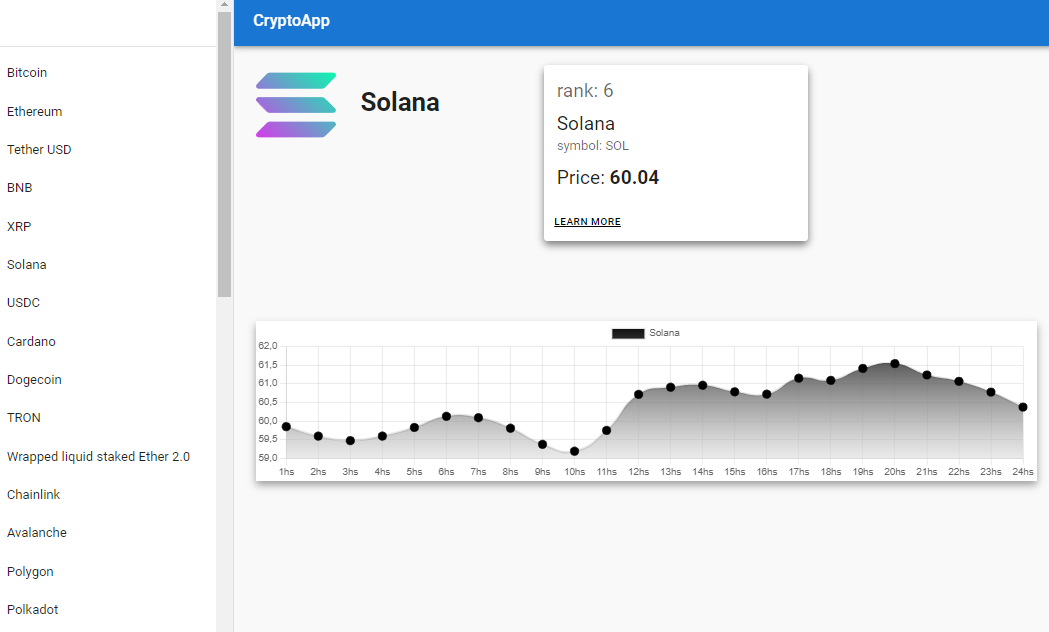 CryptoApp
Bitcoin
Ethereum
Tether USD
BNB
XRP
Solana
USDC
Cardano
Dogecoin
TRON
Wrapped liquid staked Ether 2.0
Chainlink
Avalanche
Polygon
Polkadot
Solana
rank: 6
Solana
symbol: SOL
Price: 60.04
LEARN MORE
Solana
62,0
61,5
61,0
60,5
60,0
59,5
59,0
1hs 2hs 3hs 4hs 5hs 6hs 7hs 8hs 9hs 10hs 11hs 12hs 13hs 14hs 15hs 16hs 17hs 18hs 19hs 20hs 21hs 22hs 23hs 24hs